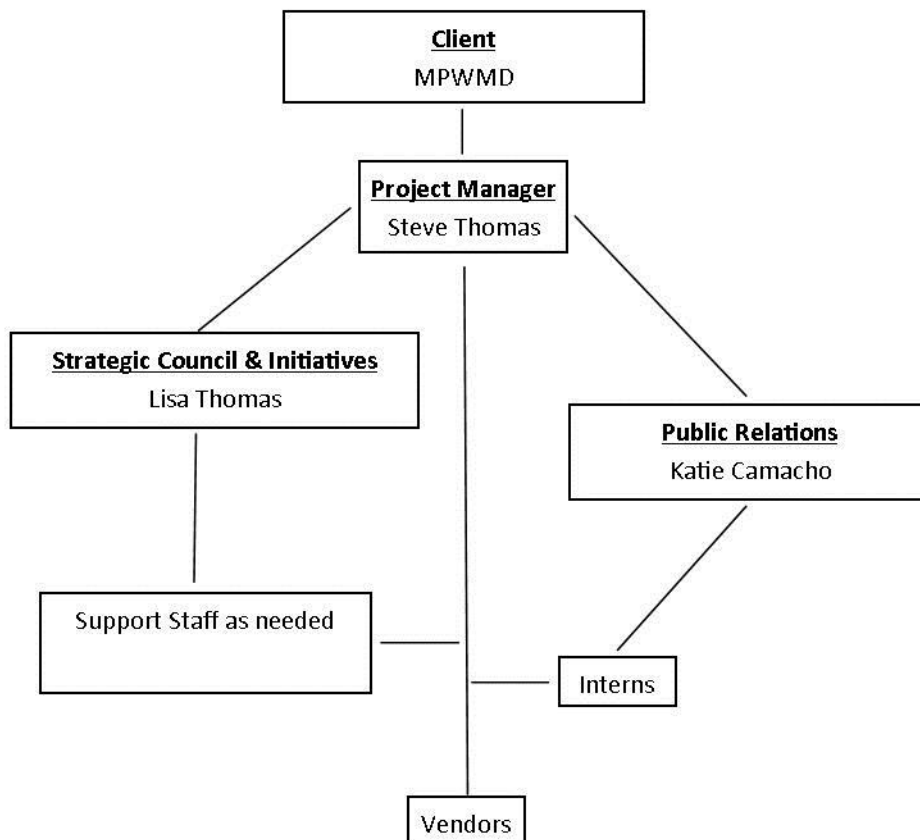 Client
MPWMD
Project Manager
Steve Thomas
Strategic Council & Initiatives
Lisa Thomas
Public Relations
Katie Camacho
Support Staff as needed
Interns
Vendors